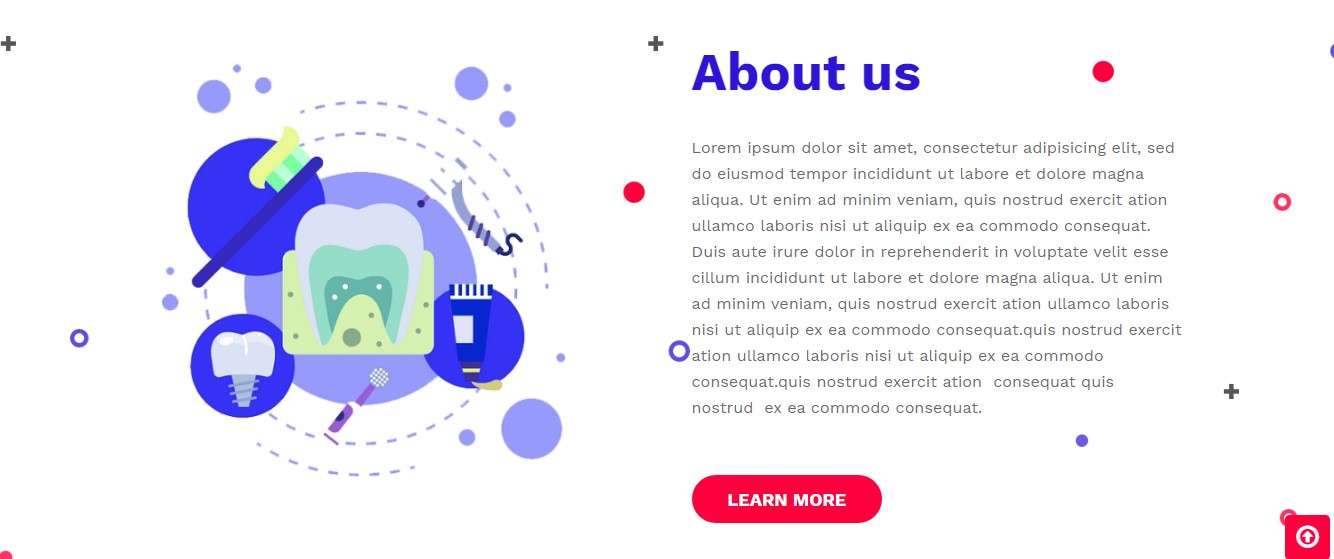 About us
Lorem ipsum dolor sit amet, consectetur adipisicing elit, sed
do eiusmod tempor incididunt ut labore et dolore magna
aliqua. Ut enim ad minim veniam, quis nostrud exercit ation
ullamco laboris nisi ut aliquip ex ea commodo consequat.
Duis aute irure dolor in reprehenderit in voluptate velit esse
cillum incididunt ut labore et dolore magna aliqua. Ut enim
ad minim veniam, quis nostrud exercit ation ullamco laboris
nisi ut aliquip ex ea commodo consequat.quis nostrud exercit
ation ullamco laboris nisi ut aliquip ex ea commodo
consequat.quis nostrud exercit ation  consequat quis
nostrud  ex ea commodo consequat.
LEARN MORE